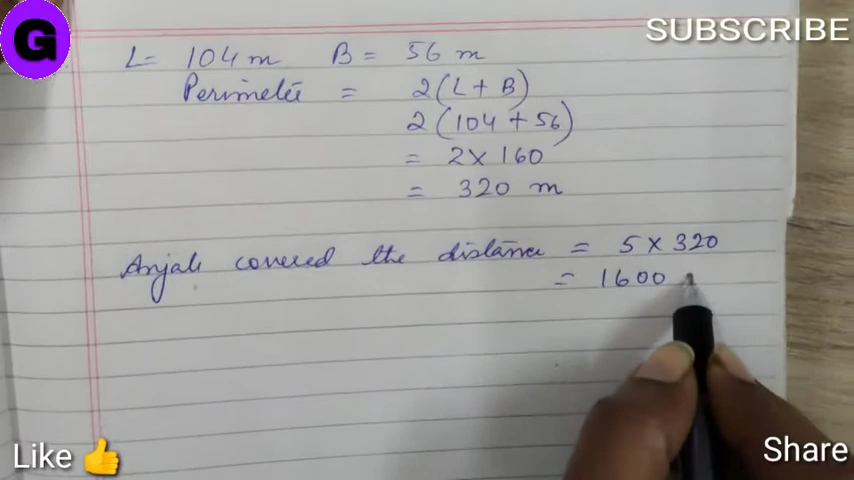 G
SUBSCRIBE
L= 104 m B = 56 m
Perimeter = 2(L+B)
2(104+56)
= 2×160
= 320 m
Anjali covered the distance = 5×320
= 1600
Like 👍
Share